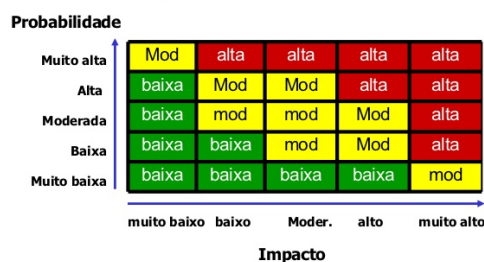 Probabilidade
Muito alta Mod alta alta alta alta
Alta baixa Mod Mod alta alta
Moderada baixa mod mod Mod alta
Baixa baixa baixa mod Mod alta
Muito baixa baixa baixa baixa baixa mod
muito baixo baixo Moder. alto muito alto
Impacto